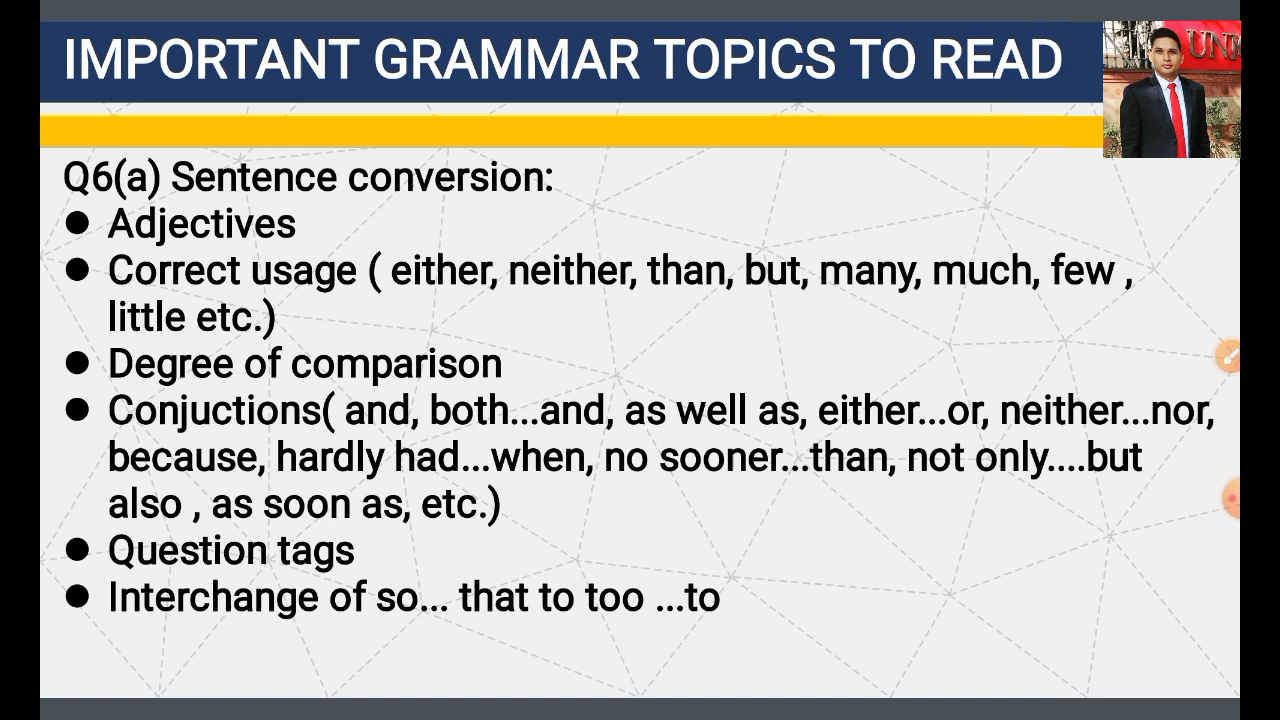 IMPORTANT GRAMMAR TOPICS TO READ
UNI
Q6(a) Sentence conversion:
● Adjectives
● Correct usage ( either, neither, than, but, many, much, few ,
little etc.)
● Degree of comparison
● Conjuctions( and, both...and, as well as, either...or, neither...nor,
because, hardly had...when, no sooner...than, not only....but
also , as soon as, etc.)
● Question tags
● Interchange of so... that to too ...to